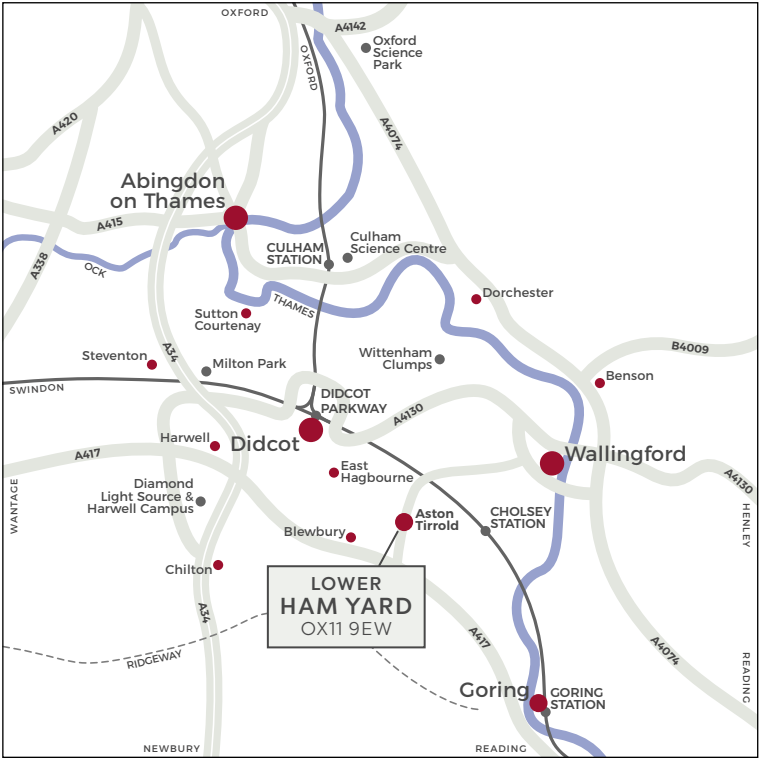 OXFORD
A4142
Oxford
Science
Park
OXFORD
A420
A4074
Abingdon
on Thames
A415
A338
OCK
CULHAM
STATION
Culham
Science Centre
THAMES
Dorchester
Sutton
Courtenay
A34
Steventon
Milton Park
Wittenham
Clumps
B4009
Benson
SWINDON
DIDCOT
PARKWAY
A4130
Harwell
Didcot
Wallingford
A417
East
Hagbourne
A4130
WANTAGE
Diamond
Light Source &
Harwell Campus
Aston
Tirrold
CHOLSEY
STATION
HENLEY
Blewbury
Chilton
LOWER
HAM YARD
OX11 9EW
A34
RIDGEWAY
A417
A4074
READING
Goring
GORING
STATION
NEWBURY
READING